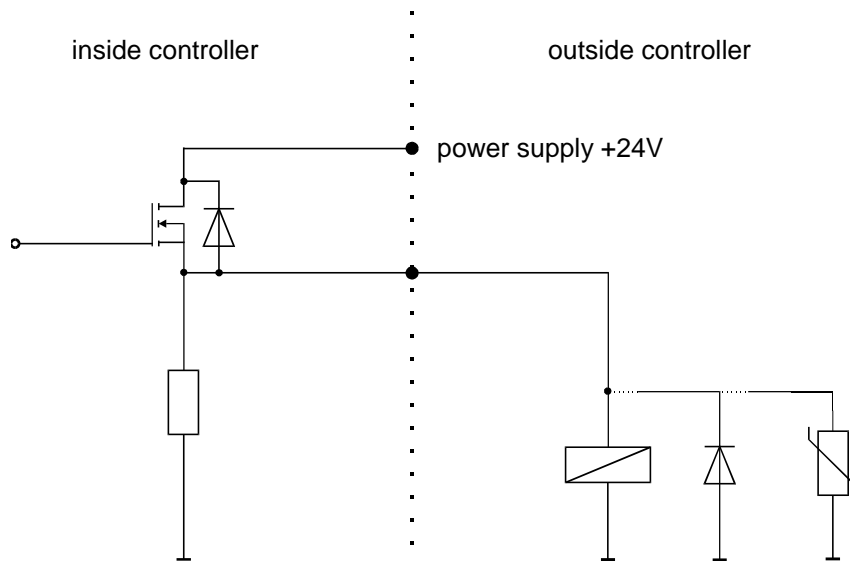 inside controller
outside controller
power supply +24V